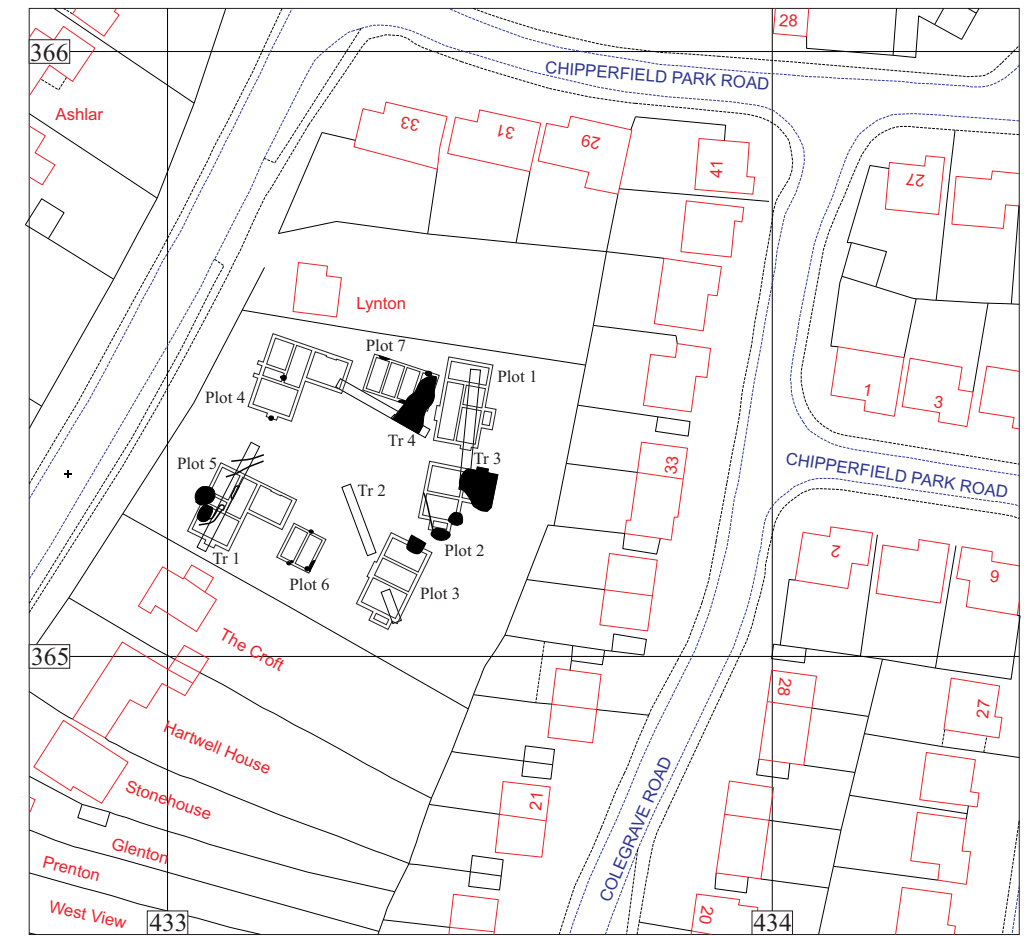 28
366
CHIPPERFIELD PARK ROAD
Ashlar
33
31
29
41
27
Lynton
Plot 7
Plot 1
Plot 4
1
3
Tr 4
Tr 3
33
Plot 5
CHIPPERFIELD PARK ROAD
Tr 2
Plot 2
2
Tr 1
Plot 6
Plot 3
6
The Croft
365
28
27
Hartwell House
Stonehouse
21
COLEGRAVE ROAD
Glenton
Prenton
West View
433
20
434